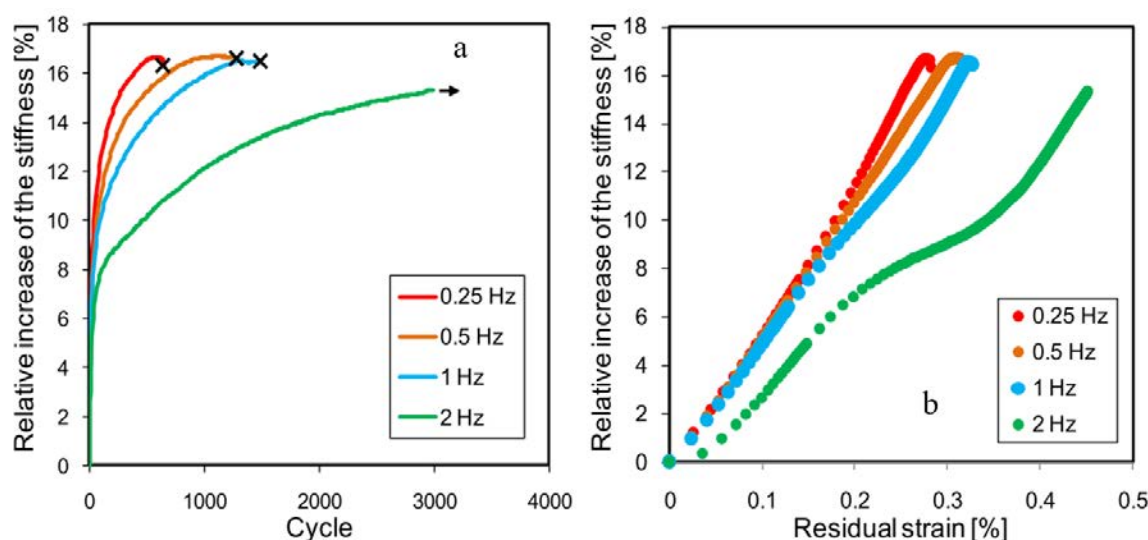 Relative increase of the stiffness [%]
18
16
14
12
10
8
6
4
2
0
a
0.25 Hz
0.5 Hz
1 Hz
2 Hz
0 1000 2000 3000 4000
Cycle
Relative increase of the stiffness [%]
18
16
14
12
10
8
6
4
2
0
b
0.25 Hz
0.5 Hz
1 Hz
2 Hz
0 0.1 0.2 0.3 0.4 0.5
Residual strain [%]